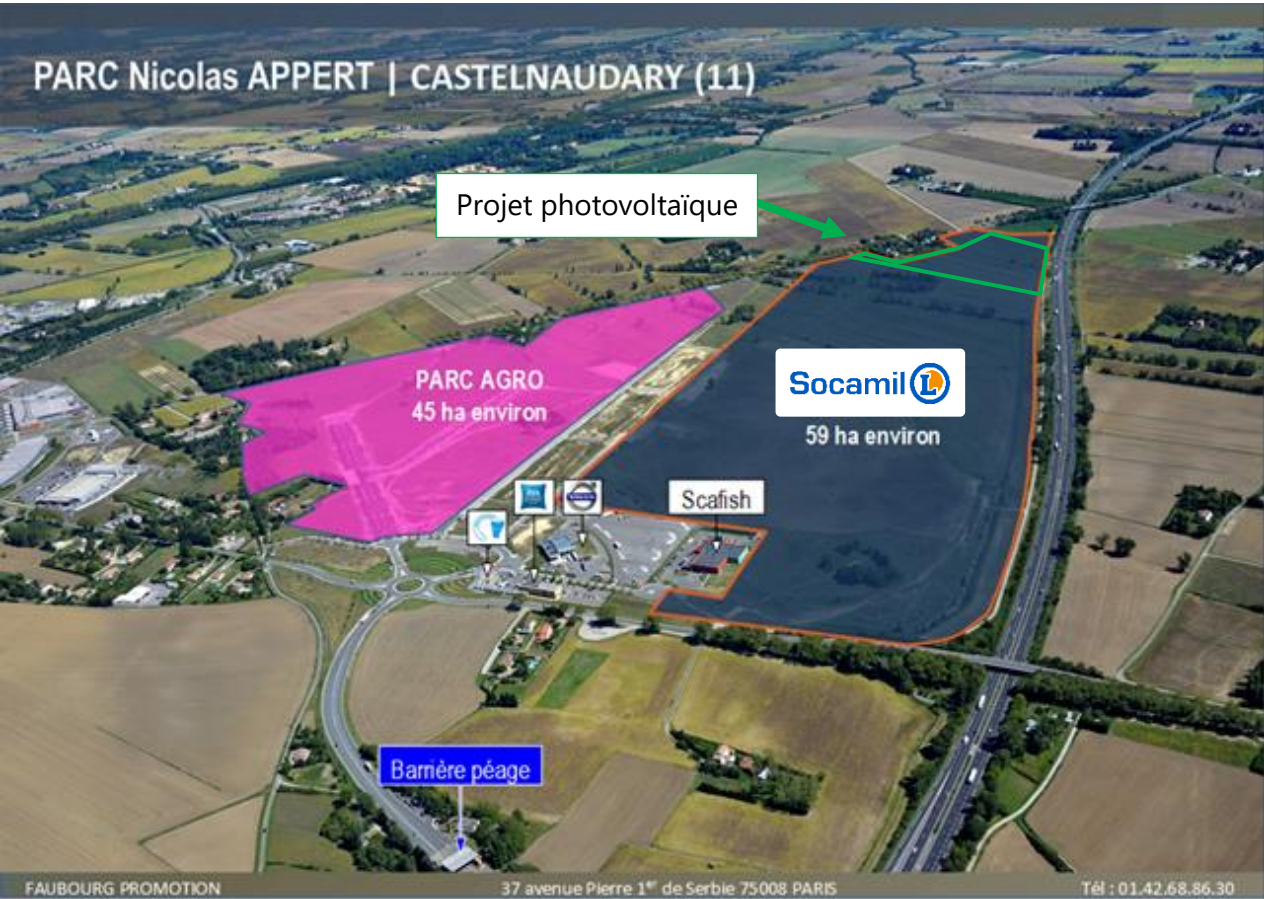 PARC Nicolas APPERT | CASTELNAUDARY (11)
Projet photovoltaïque
PARC AGRO
45 ha environ
Socamil L
59 ha environ
Scafish
Barrière péage
FAUBOURG PROMOTION
37 avenue Pierre 1er de Serbie 75008 PARIS
Tél : 01.42.68.86.30